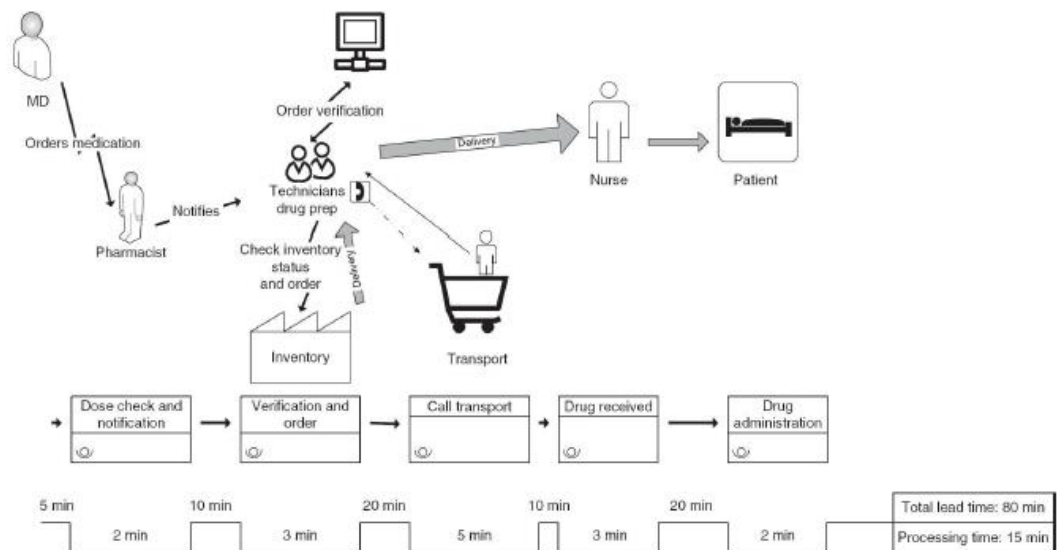 MD
Orders medication
Pharmacist
Notifies
Order verification
Technicians
drug prep
Check inventory
status
and order
Delivery
Inventory
Delivery
Transport
Nurse
Patient
Dose check and
notification
Verification and
order
Call transport
Drug received
Drug
administration
5 min
10 min
20 min
10 min
20 min
Total lead time: 80 min
2 min
3 min
5 min
3 min
2 min
Processing time: 15 min